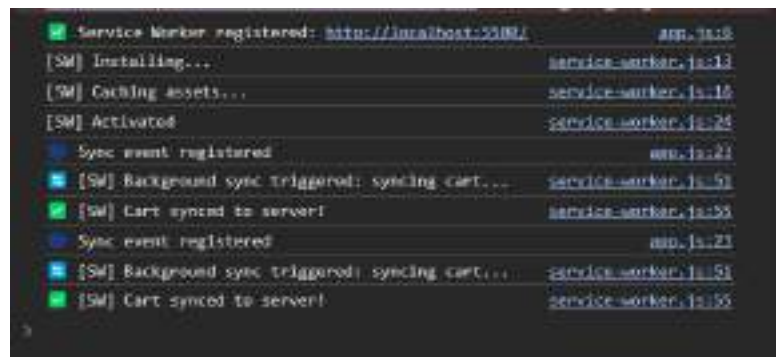 ✅ Service Worker registered: http://localhost:5500/ app.js:6
[SW] Installing... service-worker.js:13
[SW] Caching assets... service-worker.js:16
[SW] Activated service-worker.js:24
Sync event registered app.js:23
[SW] Background sync triggered: syncing cart... service-worker.js:51
✅ [SW] Cart synced to server! service-worker.js:55
Sync event registered app.js:23
[SW] Background sync triggered: syncing cart... service-worker.js:51
✅ [SW] Cart synced to server! service-worker.js:55
>